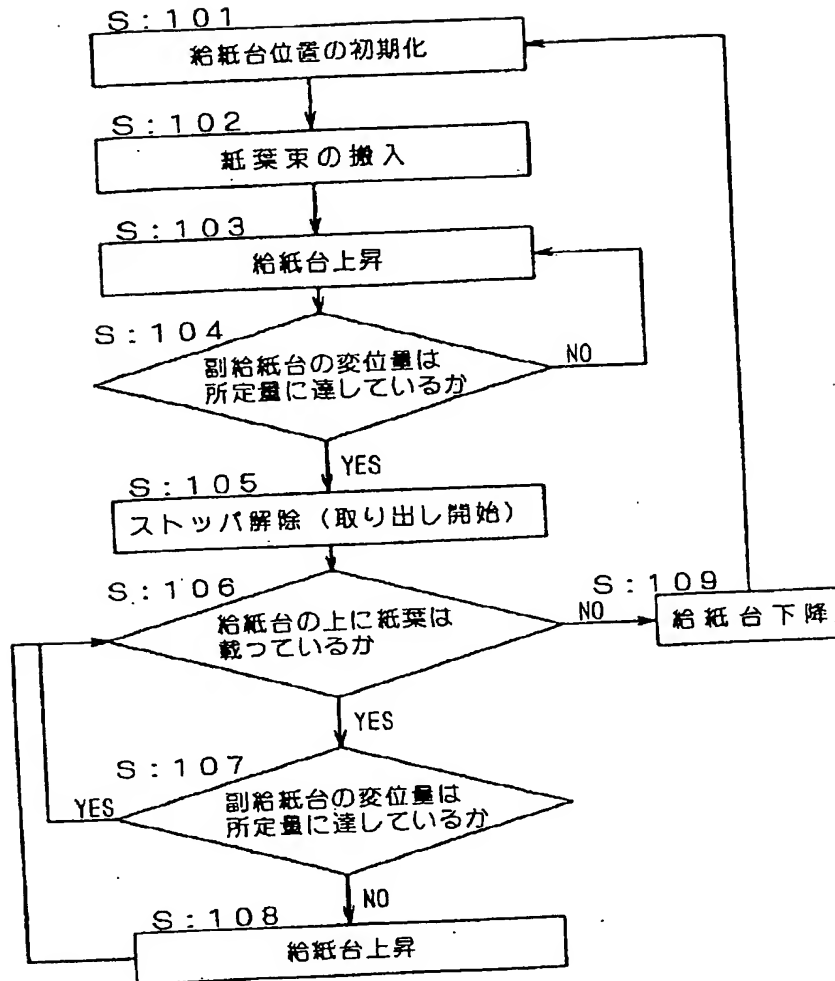 S:101
給紙台位置の初期化
S:102
紙葉束の搬入
S:103
給紙台上昇
S:104
副給紙台の変位量は
所定量に達しているか
NO
YES
S:105
ストッパ解除(取り出し開始)
S:106
給紙台の上に紙葉は
載っているか
NO
S:109
給紙台下降
YES
S:107
副給紙台の変位量は
所定量に達しているか
YES
NO
S:108
給紙台上昇